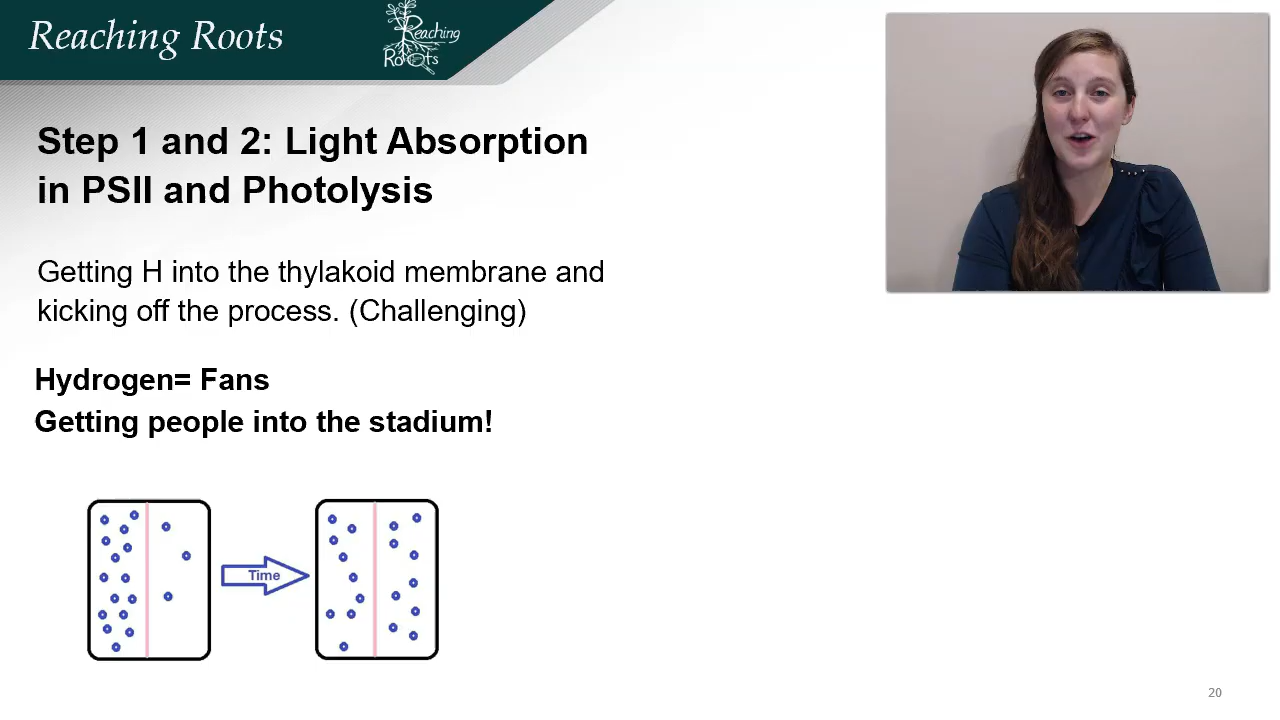 Reaching Roots
Reaching
Roots
Step 1 and 2: Light Absorption
in PSII and Photolysis
Getting H into the thylakoid membrane and
kicking off the process. (Challenging)
Hydrogen= Fans
Getting people into the stadium!
Time
20